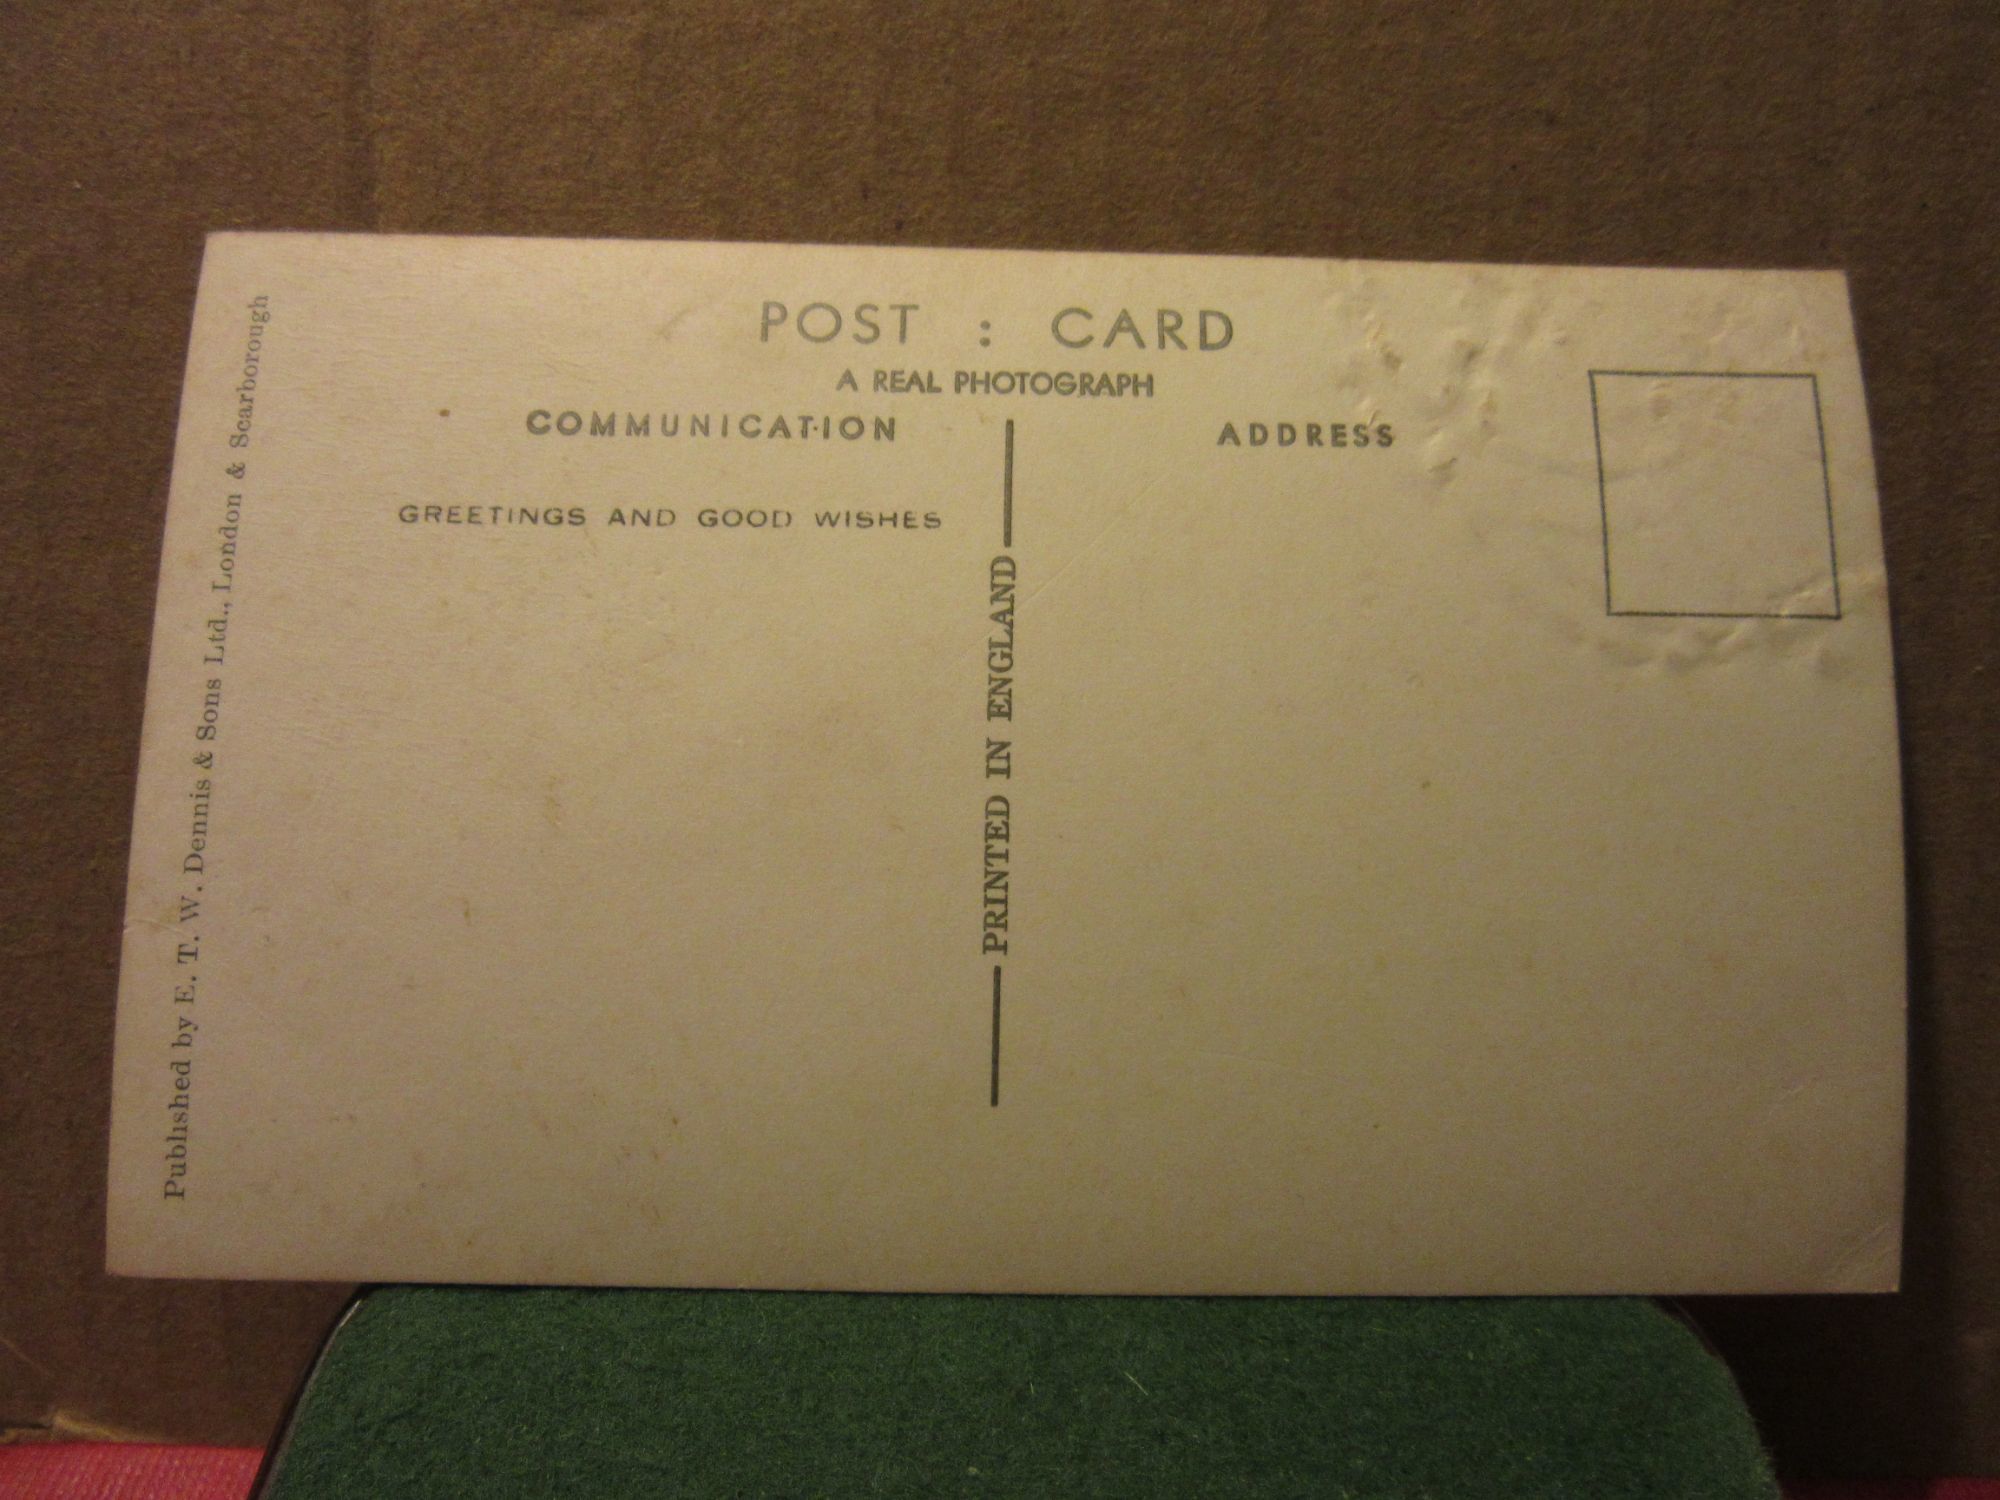 POST : CARD
A REAL PHOTOGRAPH
COMMUNICATION
ADDRESS
GREETINGS AND GOOD WISHES
PRINTED IN ENGLAND
Published by E. T. W. Dennis & Sons Ltd., London & Scarborough